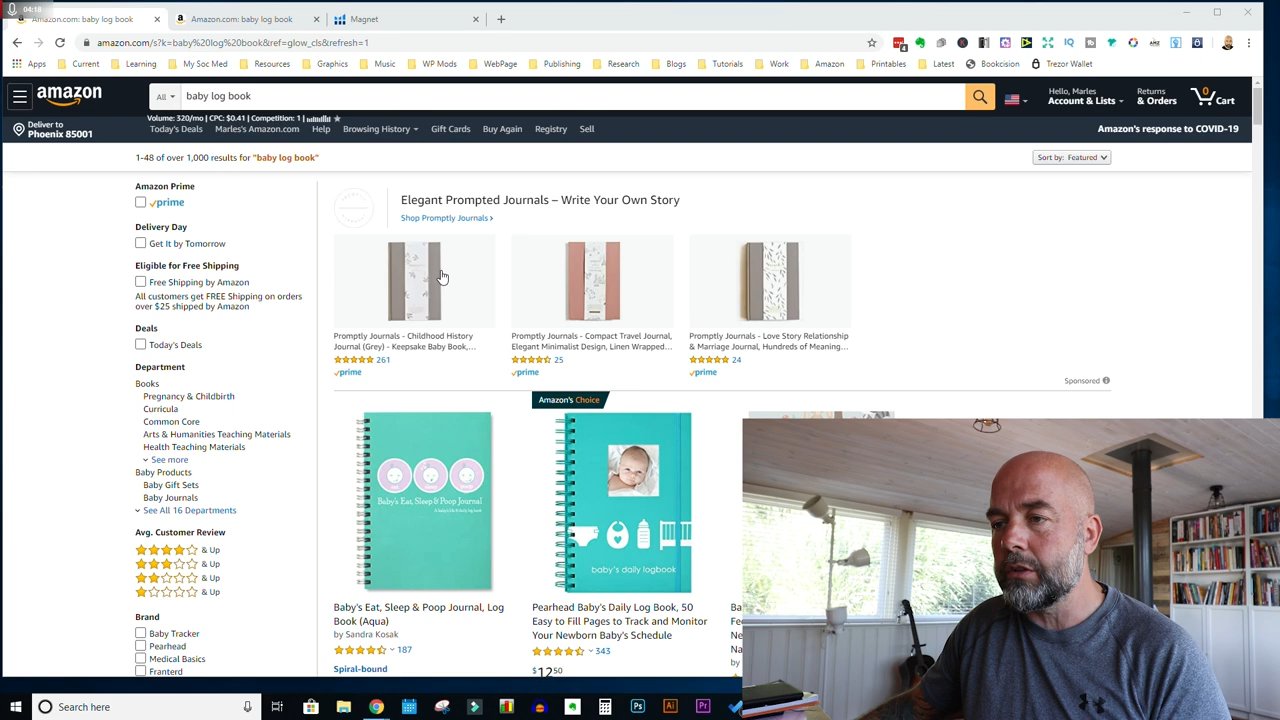 04:18
Amazon.com: baby log book
Amazon.com: baby log book
Magnet
amazon.com/s?k=baby%20log%20book&ref=glow_cls&refresh=1
Apps
Current
Learning
My Soc Med
Resources
Graphics
Music
WP Mods
WebPage
Publishing
Research
Blogs
Tutorials
Work
Amazon
Printables
Latest
Bookcision
Trezor Wallet
amazon
All
baby log book
Hello, Marles
Account & Lists
Returns
& Orders
0
Cart
Deliver to
Phoenix 85001
Volume: 320/mo | CPC: $0.41 | Competition: 1
Today's Deals
Marles's Amazon.com
Help
Browsing History
Gift Cards
Buy Again
Registry
Sell
Amazon's response to COVID-19
1-48 of over 1,000 results for "baby log book"
Sort by: Featured
Amazon Prime
prime
Delivery Day
Get It by Tomorrow
Eligible for Free Shipping
Free Shipping by Amazon
All customers get FREE Shipping on orders
over $25 shipped by Amazon
Deals
Today's Deals
Department
Books
Pregnancy & Childbirth
Curricula
Common Core
Arts & Humanities Teaching Materials
Health Teaching Materials
See more
Baby Products
Baby Gift Sets
Baby Journals
See All 16 Departments
Avg. Customer Review
& Up
& Up
& Up
& Up
Brand
Baby Tracker
Pearhead
Medical Basics
Franterd
Elegant Prompted Journals – Write Your Own Story
Shop Promptly Journals
Promptly Journals - Childhood History
Journal (Grey) - Keepsake Baby Book,...
261
prime
Promptly Journals - Compact Travel Journal,
Elegant Minimalist Design, Linen Wrapped...
25
prime
Promptly Journals - Love Story Relationship
& Marriage Journal, Hundreds of Meaning...
24
prime
Sponsored
Baby's Eat, Sleep & Poop Journal
Baby's Eat, Sleep & Poop Journal, Log
Book (Aqua)
by Sandra Kosak
187
Spiral-bound
Amazon's Choice
baby's daily logbook
Pearhead Baby's Daily Log Book, 50
Easy to Fill Pages to Track and Monitor
Your Newborn Baby's Schedule
343
$12.50
Search here